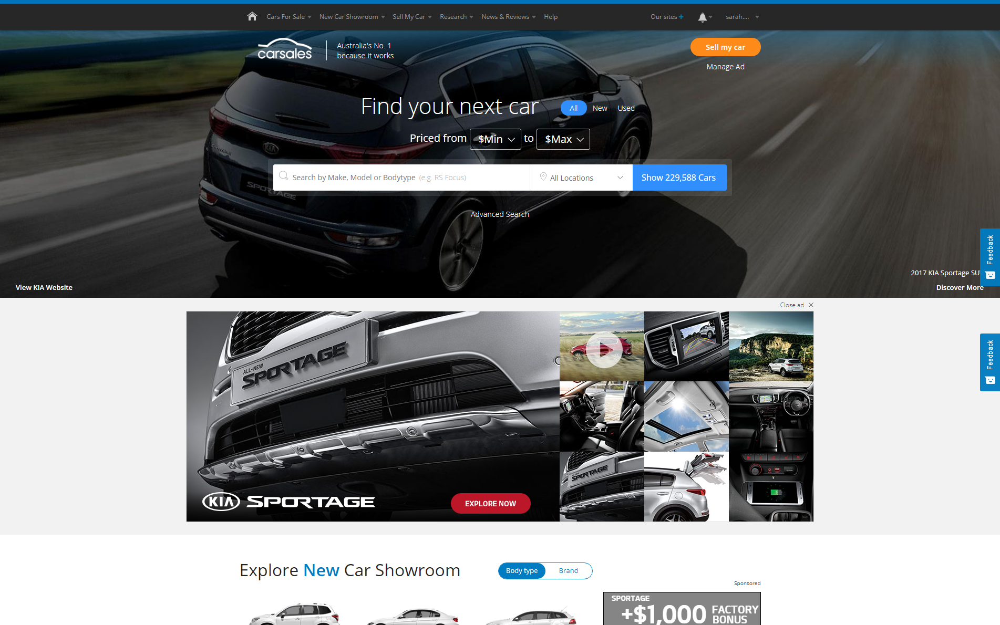 Cars For Sale
New Car Showroom
Sell My Car
Research
News & Reviews
Help
Our sites +
sarah....
carsales
Australia's No. 1
because it works
Sell my car
Manage Ad
Find your next car
All
New
Used
Priced from
$Min
to
$Max
Search by Make, Model or Bodytype (e.g. RS Focus)
All Locations
Show 229,588 Cars
Advanced Search
KIA
SPORTAGE
Feedback
2017 KIA Sportage SU
View KIA Website
Discover More
Close ad
ALL-NEW
SPORTAGE
Feedback
SPORTAGE
KIA SPORTAGE
EXPLORE NOW
Explore New Car Showroom
Body type
Brand
Sponsored
SPORTAGE
+$1,000 FACTORY
BONUS